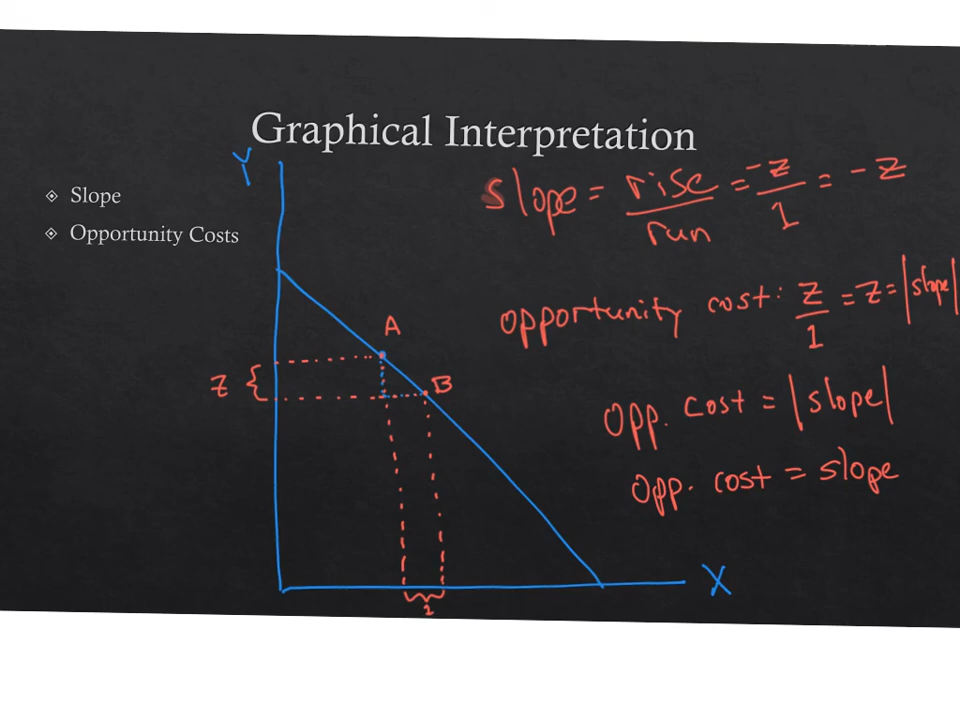 Graphical Interpretation
Slope
Opportunity Costs
Y
slope = rise/run = -z/1 = -z
opportunity cost: z/1 = z = |slope|
A
z {
B
opp. cost = |slope|
opp. cost = slope
X
1